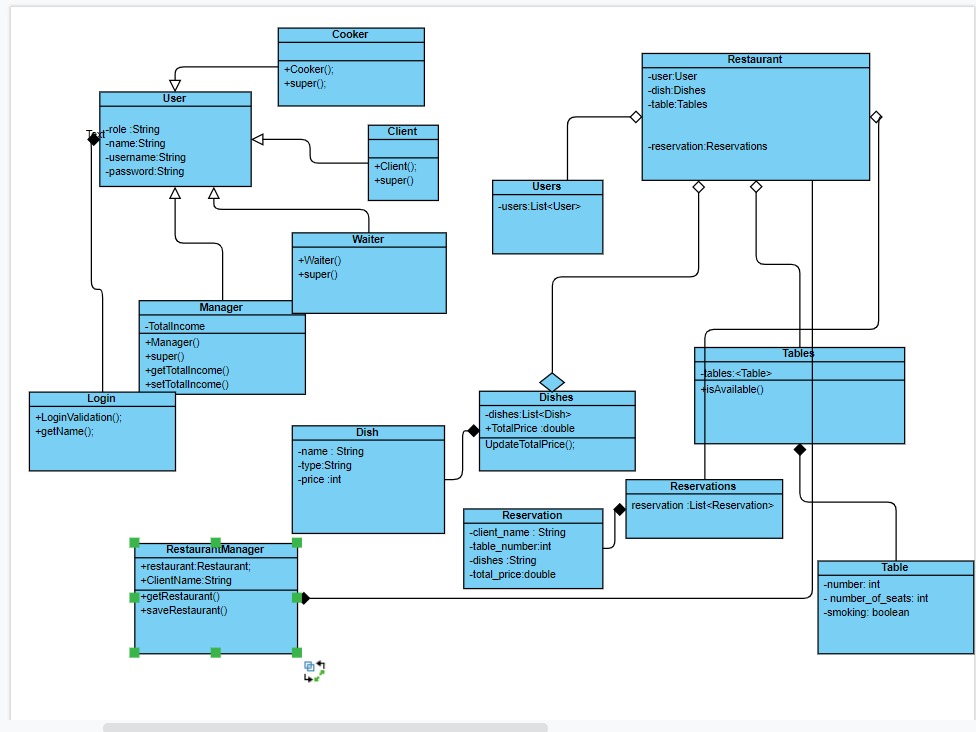 Cooker
+Cooker();
+super();
User
Text
-role :String
-name:String
-username:String
-password:String
Client
+Client();
+super()
Restaurant
-user:User
-dish:Dishes
-table:Tables
-reservation:Reservations
Users
-users:List<User>
Waiter
+Waiter()
+super()
Manager
-TotalIncome
+Manager()
+super()
+getTotalIncome()
+setTotalIncome()
Login
+LoginValidation();
+getName();
Tables
-tables:<Table>
+isAvailable()
Dishes
-dishes:List<Dish>
+TotalPrice :double
UpdateTotalPrice();
Dish
-name : String
-type:String
-price :int
Reservations
reservation :List<Reservation>
Reservation
-client_name : String
-table_number:int
-dishes :String
-total_price:double
RestaurantManager
+restaurant:Restaurant;
+ClientName:String
+getRestaurant()
+saveRestaurant()
Table
-number: int
- number_of_seats: int
-smoking: boolean